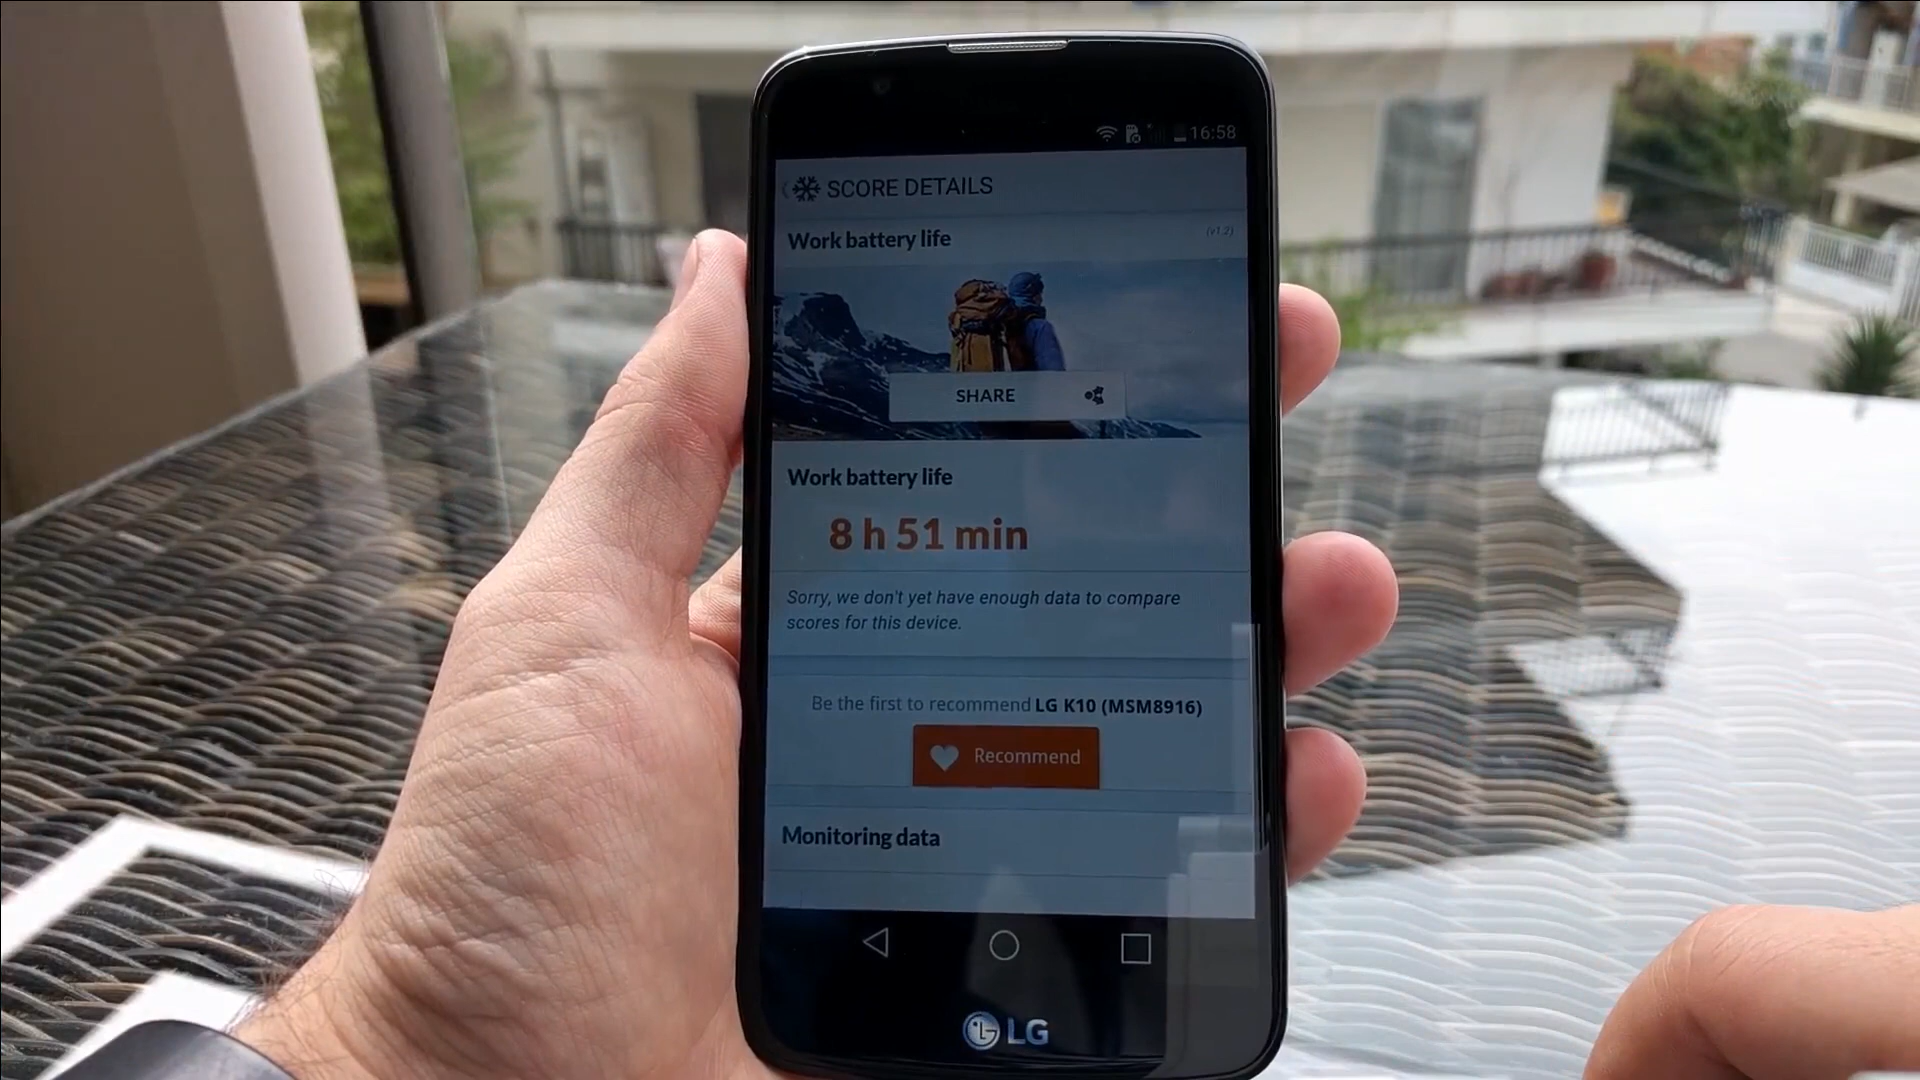 16:58
SCORE DETAILS
Work battery life (v1.2)
SHARE
Work battery life
8 h 51 min
Sorry, we don't yet have enough data to compare
scores for this device.
Be the first to recommend LG K10 (MSM8916)
Recommend
Monitoring data
LG